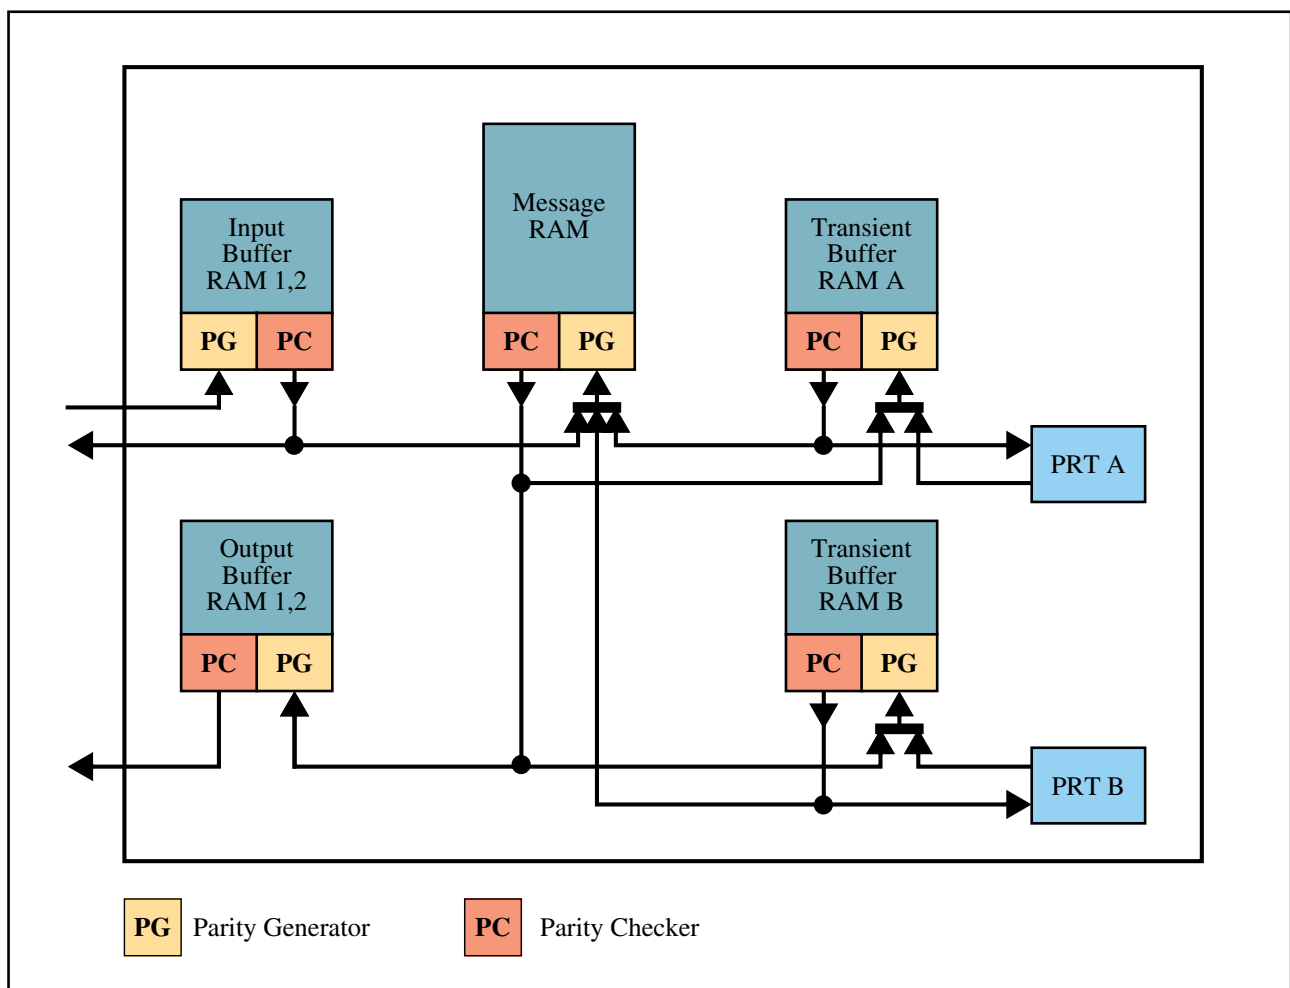 Message
RAM
Input
Buffer
RAM 1,2
Transient
Buffer
RAM A
PG
PC
PC
PG
PC
PG
PRT A
Output
Buffer
RAM 1,2
Transient
Buffer
RAM B
PC
PG
PC
PG
PRT B
PG
Parity Generator
PC
Parity Checker